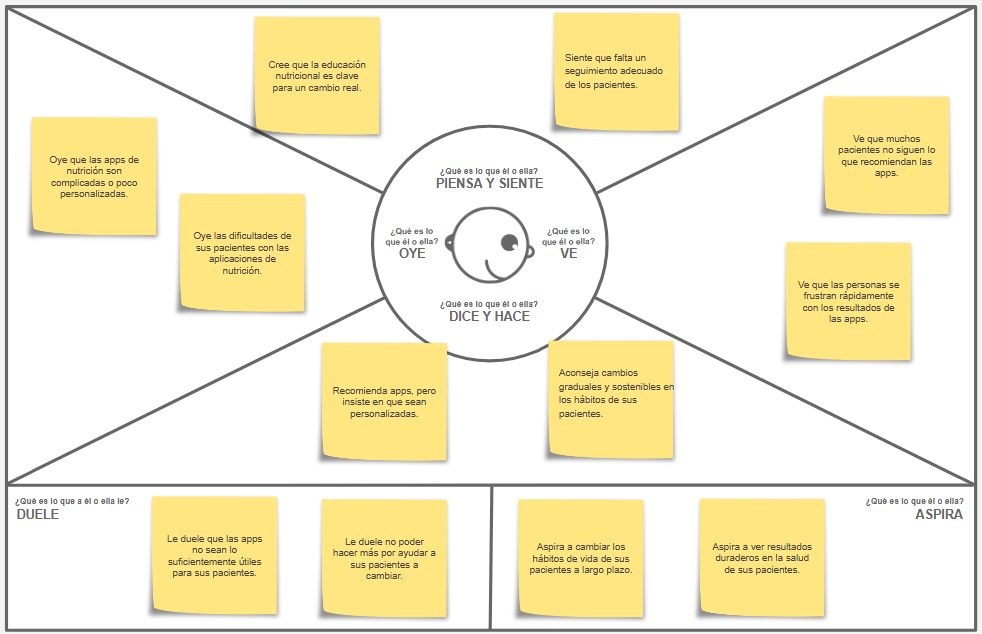 Cree que la educación
nutricional es clave
para un cambio real.
Siente que falta un
seguimiento adecuado
de los pacientes.
Oye que las apps de
nutrición son
complicadas o poco
personalizadas.
Oye las dificultades de
sus pacientes con las
aplicaciones de
nutrición.
Ve que muchos
pacientes no siguen lo
que recomiendan las
apps.
Ve que las personas se
frustran rápidamente
con los resultados de
las apps.
¿Qué es lo que él o ella?
PIENSA Y SIENTE
¿Qué es lo
que él o ella?
OYE
¿Qué es lo
que él o ella?
VE
¿Qué es lo que él o ella?
DICE Y HACE
Recomienda apps, pero
insiste en que sean
personalizadas.
Aconseja cambios
graduales y sostenibles en
los hábitos de sus
pacientes.
¿Qué es lo que a él o ella le?
DUELE
Le duele que las apps
no sean lo
suficientemente útiles
para sus pacientes.
Le duele no poder
hacer más por ayudar a
sus pacientes a
cambiar.
¿Qué es lo que él o ella?
ASPIRA
Aspira a cambiar los
hábitos de vida de sus
pacientes a largo plazo.
Aspira a ver resultados
duraderos en la salud
de sus pacientes.